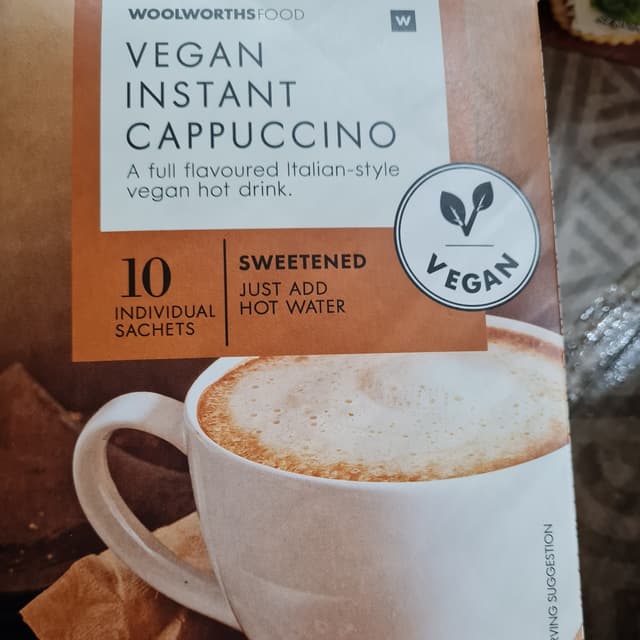 WOOLWORTHSFOOD
W
VEGAN
INSTANT
CAPPUCCINO
A full flavoured Italian-style
vegan hot drink.
VEGAN
10
INDIVIDUAL
SACHETS
SWEETENED
JUST ADD
HOT WATER
SUGGESTION